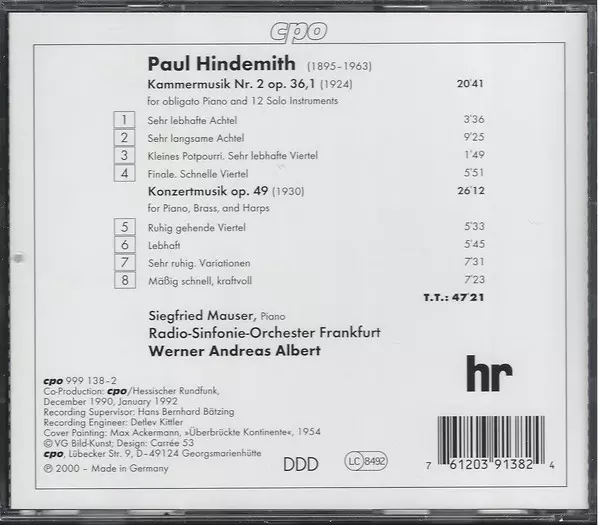 cpo
Paul Hindemith (1895–1963)
Kammermusik Nr. 2 op. 36,1 (1924) 20'41
for obligato Piano and 12 Solo Instruments
1 Sehr lebhafte Achtel 3'36
2 Sehr langsame Achtel 9'25
3 Kleines Potpourri. Sehr lebhafte Viertel 1'49
4 Finale. Schnelle Viertel 5'51
Konzertmusik op. 49 (1930) 26'12
for Piano, Brass, and Harps
5 Ruhig gehende Viertel 5'33
6 Lebhaft 5'45
7 Sehr ruhig. Variationen 7'31
8 Mäßig schnell, kraftvoll 7'23
T.T.: 47'21
Siegfried Mauser, Piano
Radio-Sinfonie-Orchester Frankfurt
Werner Andreas Albert
hr
cpo 999 138-2
Co-Production: cpo/Hessischer Rundfunk,
December 1990, January 1992
Recording Supervisor: Hans Bernhard Bätzing
Recording Engineer: Detlev Kittler
Cover Painting: Max Ackermann, »Überbrückte Kontinente«, 1954
© VG Bild-Kunst; Design: Carrée 53
cpo, Lübecker Str. 9, D-49124 Georgsmarienhütte
℗ 2000 – Made in Germany
DDD
LC 8492
7 61203 91382 4